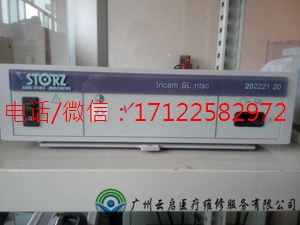 STORZ
KARL STORZ - ENDOSKOPE
tricam SL ntsc
202221 20
电话/微信：17122582972
广州云启医疗维修服务有限公司